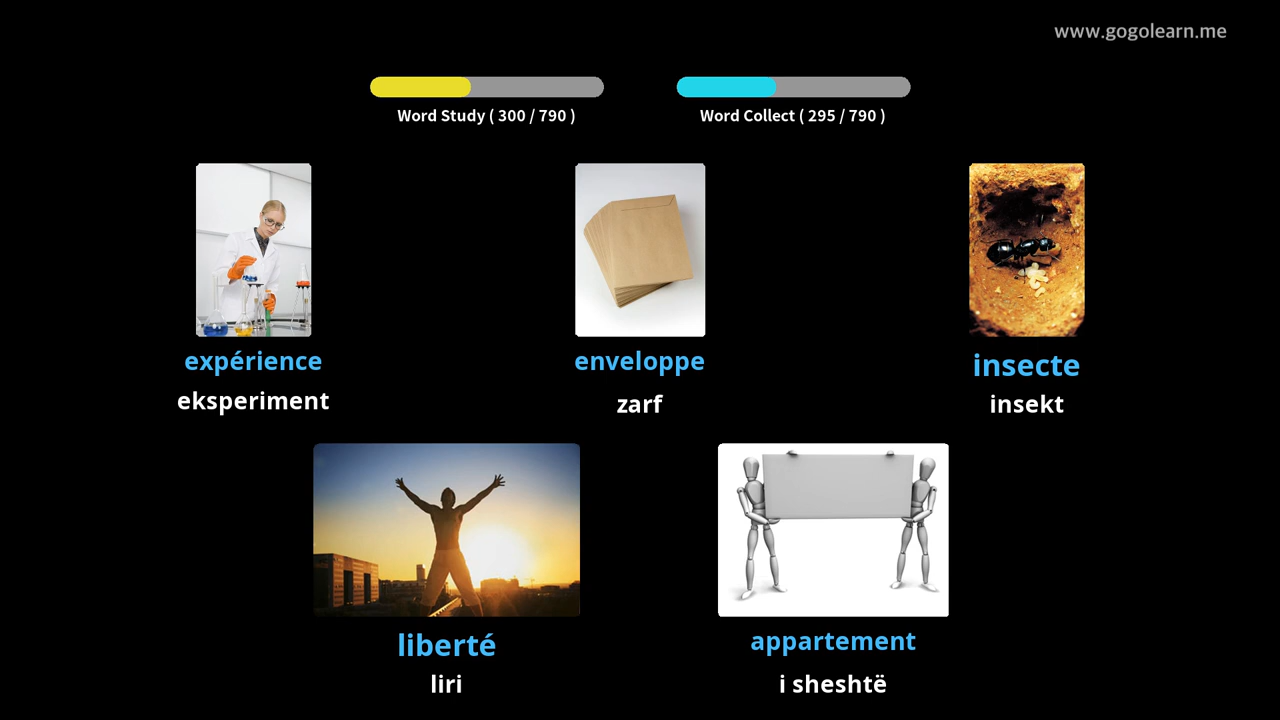 www.gogolearn.me
Word Study ( 300 / 790 )
Word Collect ( 295 / 790 )
expérience
eksperiment
enveloppe
zarf
insecte
insekt
liberté
liri
appartement
i sheshtë